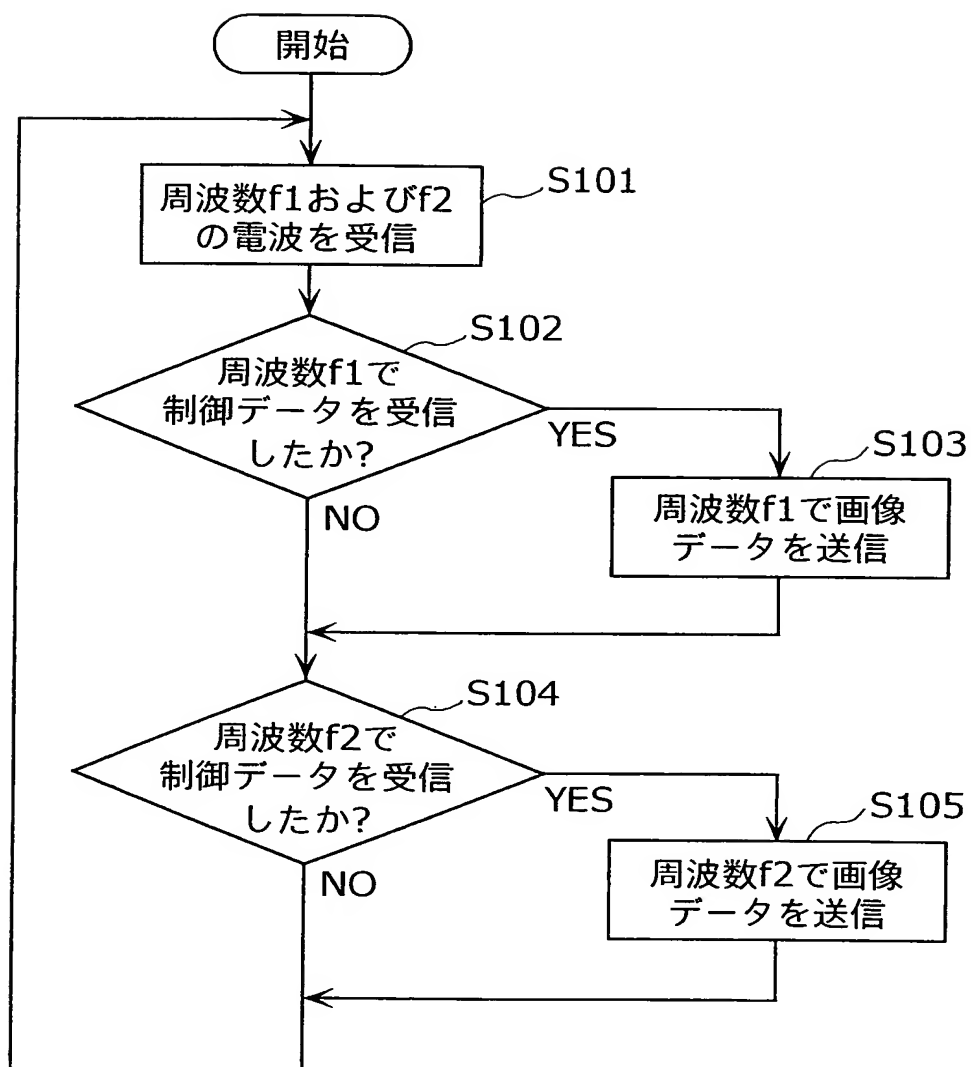 開始
周波数f1およびf2
の電波を受信
S101
周波数f1で
制御データを受信
したか?
S102
YES
NO
周波数f1で画像
データを送信
S103
周波数f2で
制御データを受信
したか?
S104
YES
NO
周波数f2で画像
データを送信
S105